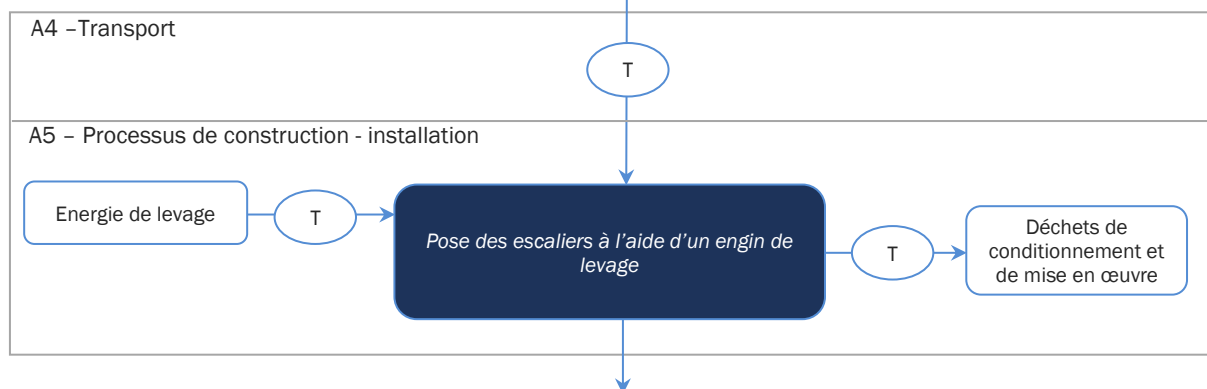 A4 –Transport
T
A5 – Processus de construction - installation
Energie de levage
T
Pose des escaliers à l’aide d’un engin de
levage
T
Déchets de
conditionnement et
de mise en œuvre